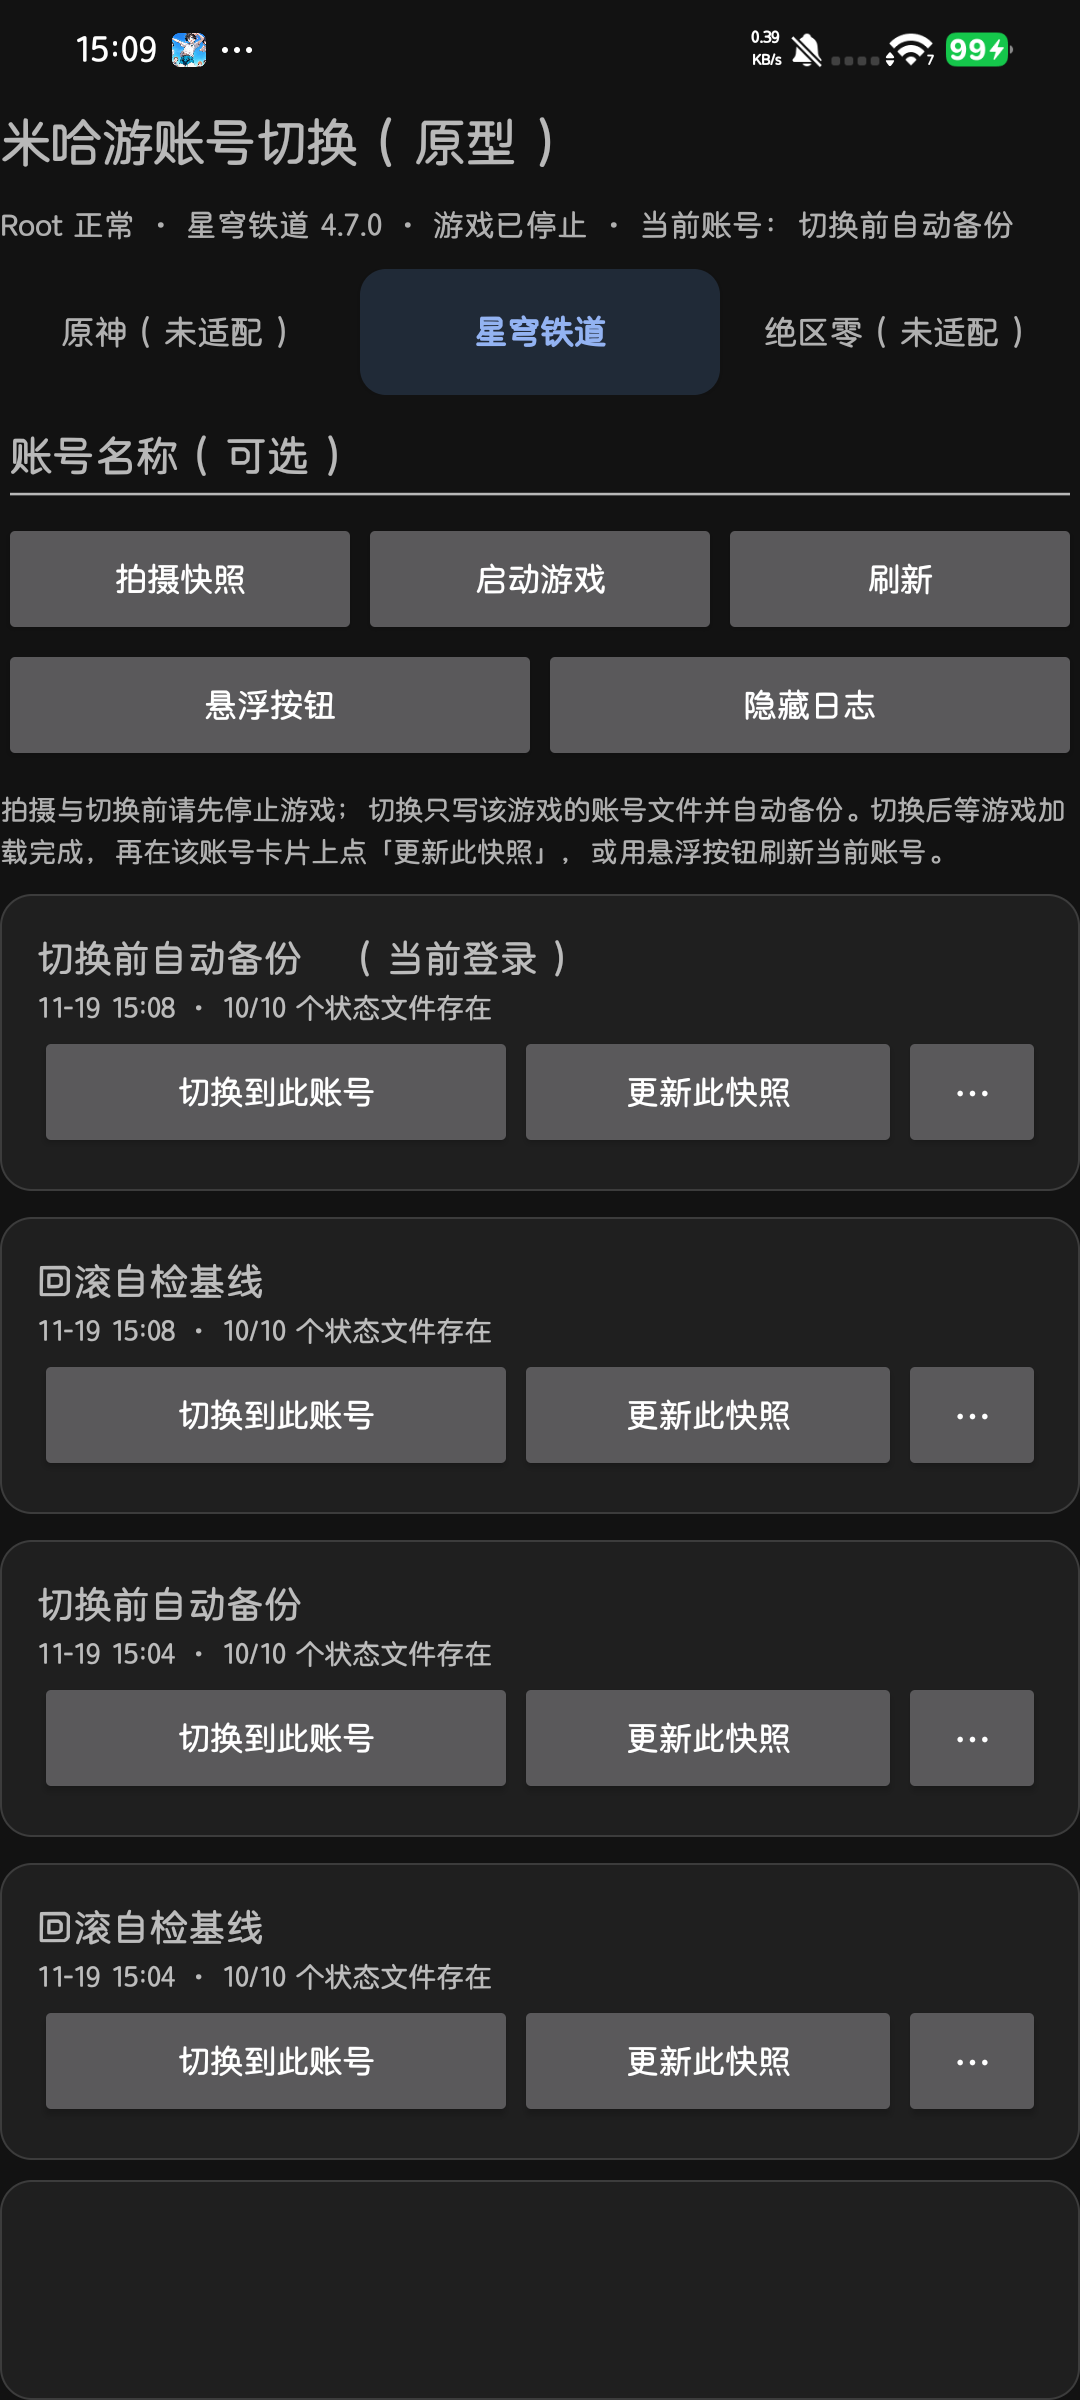 15:09 ... 0.39 KB/s 7 99
米哈游账号切换（原型）
Root 正常 · 星穹铁道 4.7.0 · 游戏已停止 · 当前账号： 切换前自动备份
原神（未适配） 星穹铁道 绝区零（未适配）
账号名称（可选）
拍摄快照 启动游戏 刷新
悬浮按钮 隐藏日志
拍摄与切换前请先停止游戏；切换只写该游戏的账号文件并自动备份。切换后等游戏加
载完成，再在该账号卡片上点「更新此快照」，或用悬浮按钮刷新当前账号。
切换前自动备份 （当前登录）
11-19 15:08 · 10/10 个状态文件存在
切换到此账号 更新此快照 ...
回滚自检基线
11-19 15:08 · 10/10 个状态文件存在
切换到此账号 更新此快照 ...
切换前自动备份
11-19 15:04 · 10/10 个状态文件存在
切换到此账号 更新此快照 ...
回滚自检基线
11-19 15:04 · 10/10 个状态文件存在
切换到此账号 更新此快照 ...